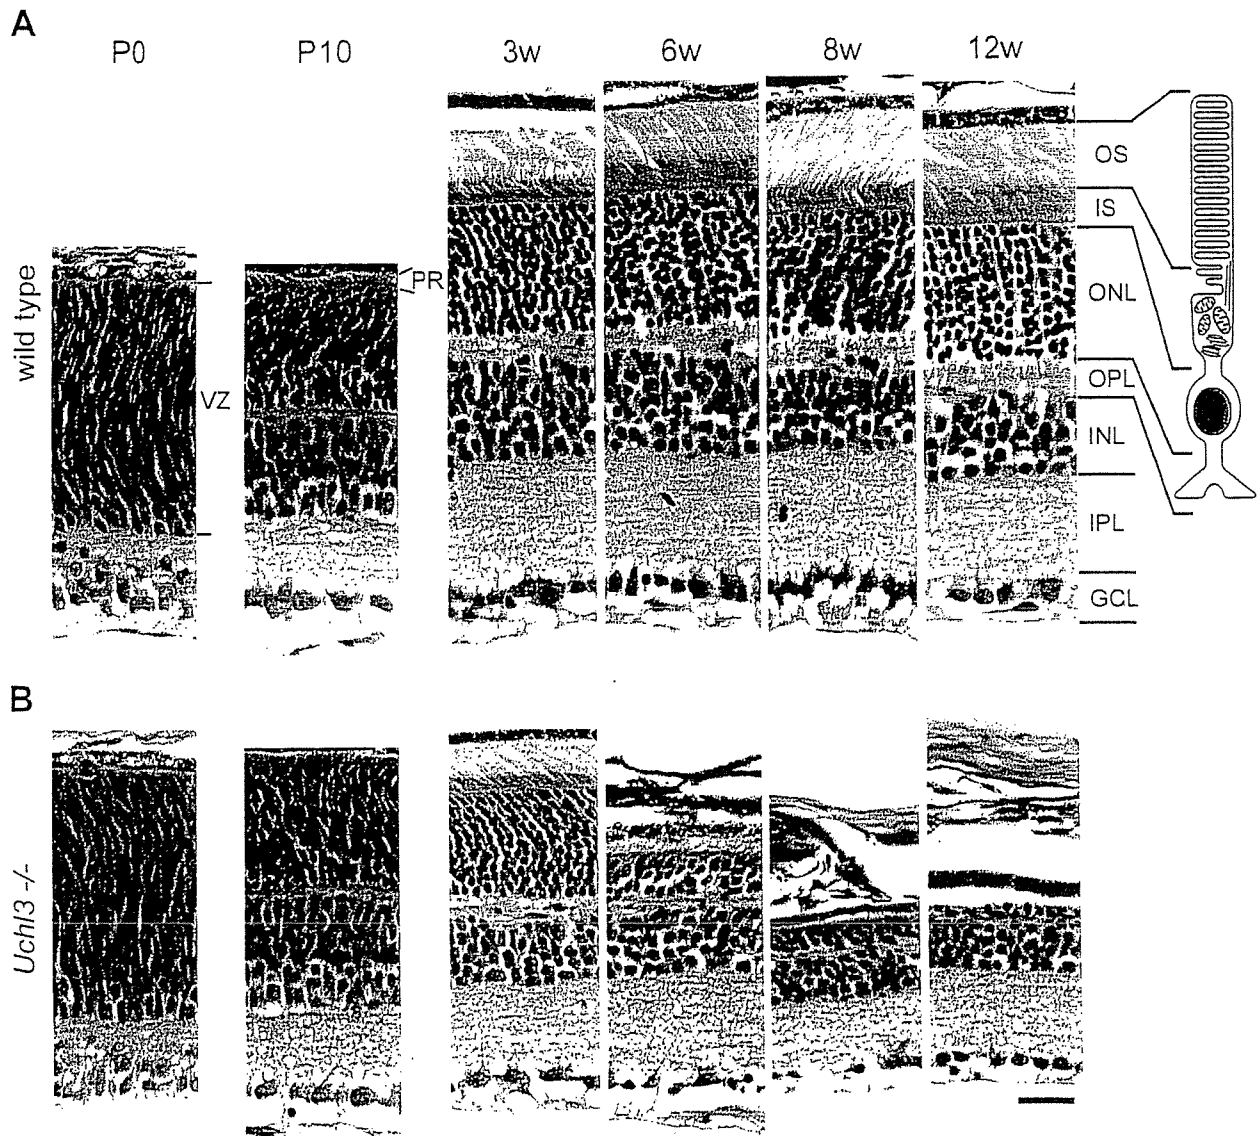 A
P0 P10 3w 6w 8w 12w
wild type
VZ
PR
OS
IS
ONL
OPL
INL
IPL
GCL
B
Uchl3 -/-